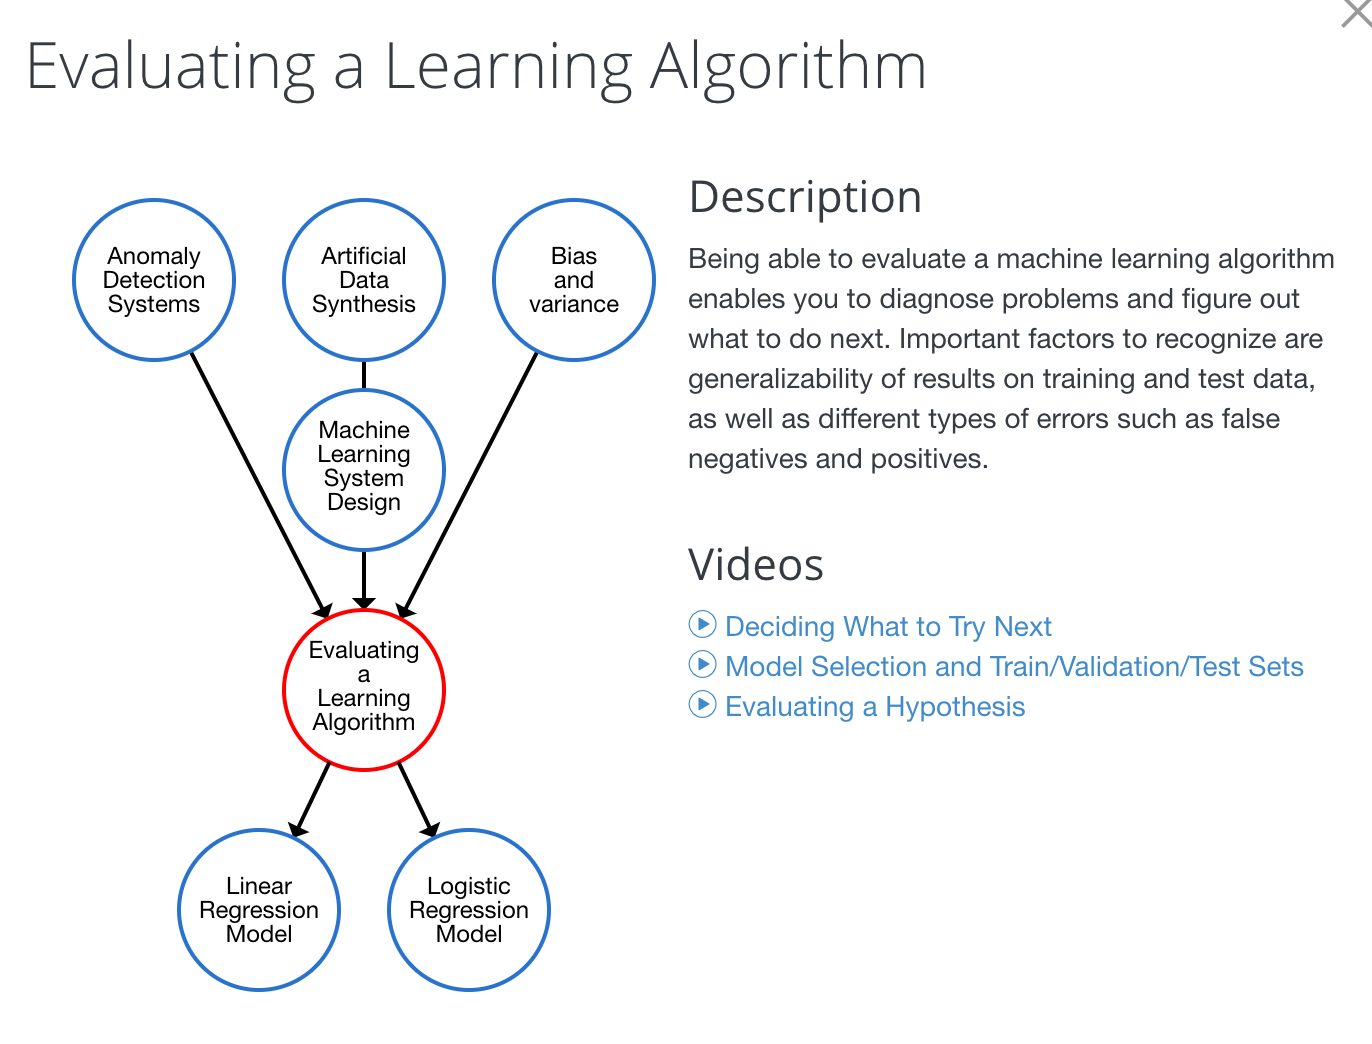 Evaluating a Learning Algorithm
Anomaly
Detection
Systems
Artificial
Data
Synthesis
Bias
and
variance
Machine
Learning
System
Design
Evaluating
a
Learning
Algorithm
Linear
Regression
Model
Logistic
Regression
Model
Description
Being able to evaluate a machine learning algorithm
enables you to diagnose problems and figure out
what to do next. Important factors to recognize are
generalizability of results on training and test data,
as well as different types of errors such as false
negatives and positives.
Videos
Deciding What to Try Next
Model Selection and Train/Validation/Test Sets
Evaluating a Hypothesis